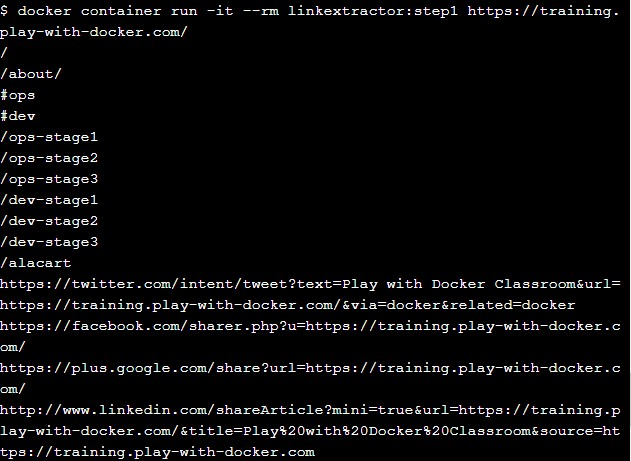 $ docker container run -it --rm linkextractor:step1 https://training.
play-with-docker.com/
/
/about/
#ops
#dev
/ops-stage1
/ops-stage2
/ops-stage3
/dev-stage1
/dev-stage2
/dev-stage3
/alacart
https://twitter.com/intent/tweet?text=Play with Docker Classroom&url=
https://training.play-with-docker.com/&via=docker&related=docker
https://facebook.com/sharer.php?u=https://training.play-with-docker.c
om/
https://plus.google.com/share?url=https://training.play-with-docker.c
om/
http://www.linkedin.com/shareArticle?mini=true&url=https://training.p
lay-with-docker.com/&title=Play%20with%20Docker%20Classroom&source=ht
tps://training.play-with-docker.com